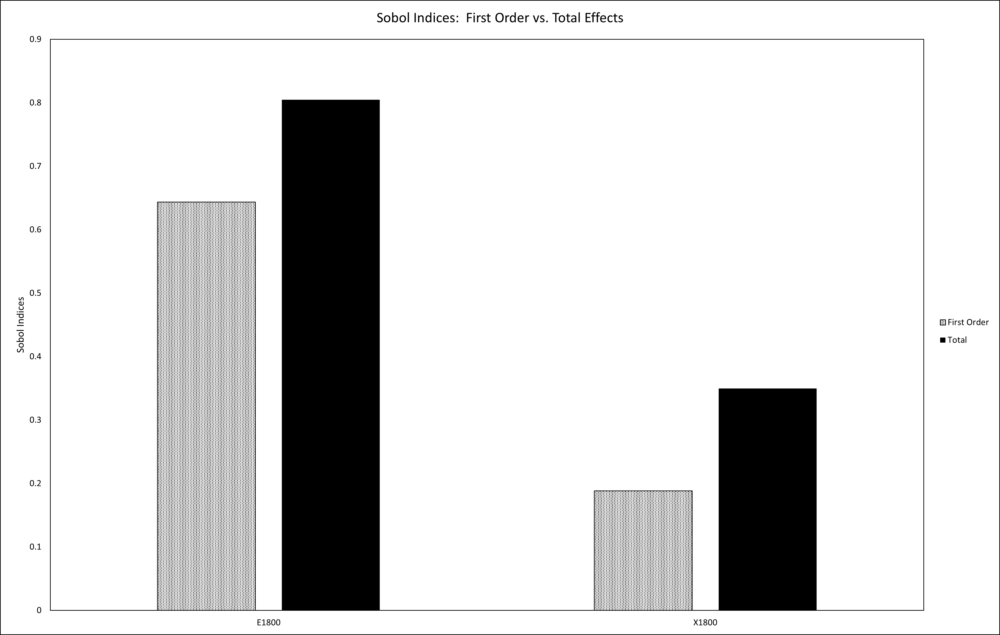 Sobol Indices:  First Order vs. Total Effects
0.9
0.8
0.7
0.6
0.5
0.4
0.3
0.2
0.1
0
Sobol Indices
E1800
X1800
First Order
Total